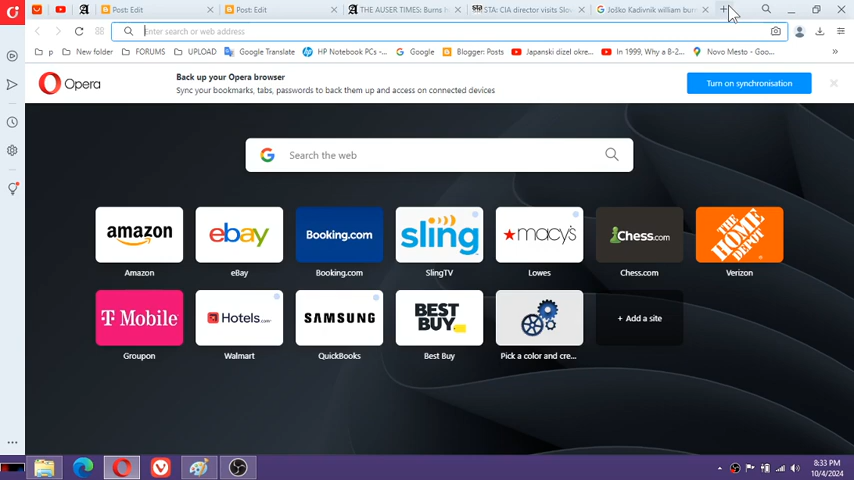 Post: Edit
Post: Edit
THE AUSER TIMES: Burns h
STA: CIA director visits Slov
Joško Kadivnik william burn
Enter search or web address
p
New folder
FORUMS
UPLOAD
Google Translate
HP Notebook PC -...
Google
Blogger: Posts
Japanski dizel okre...
In 1999, Why a B-2...
Novo Mesto - Goo...
»
Opera
Back up your Opera browser
Sync your bookmarks, tabs, passwords to back them up and access on connected devices
Turn on synchronisation
Search the web
amazon
ebay
Booking.com
sling
macy's
Chess.com
THE HOME DEPOT
Amazon
eBay
Booking.com
SlingTV
Lowes
Chess.com
Verizon
T Mobile
Hotels.com
SAMSUNG
BEST BUY
+ Add a site
Groupon
Walmart
QuickBooks
Best Buy
Pick a color and cre...
8:33 PM
10/4/2024